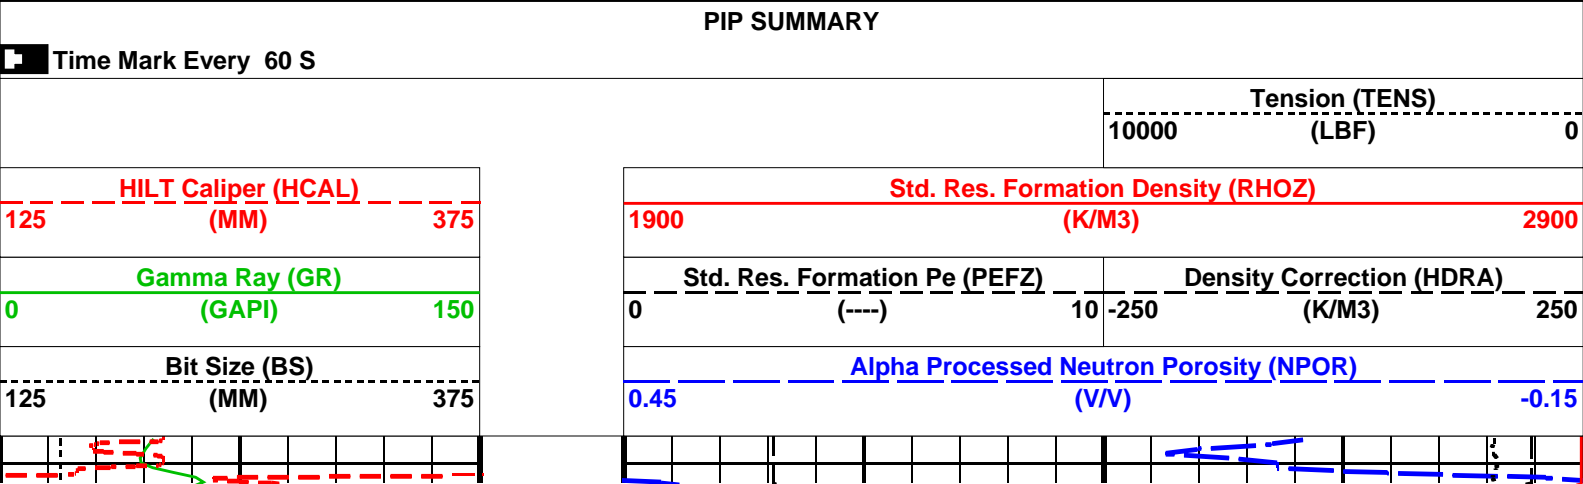 PIP SUMMARY
Time Mark Every 60 S
Tension (TENS)
10000 (LBF) 0
HILT Caliper (HCAL)
125 (MM) 375
Std. Res. Formation Density (RHOZ)
1900 (K/M3) 2900
Gamma Ray (GR)
0 (GAPI) 150
Std. Res. Formation Pe (PEFZ)
0 (----) 10
Density Correction (HDRA)
-250 (K/M3) 250
Bit Size (BS)
125 (MM) 375
Alpha Processed Neutron Porosity (NPOR)
0.45 (V/V) -0.15